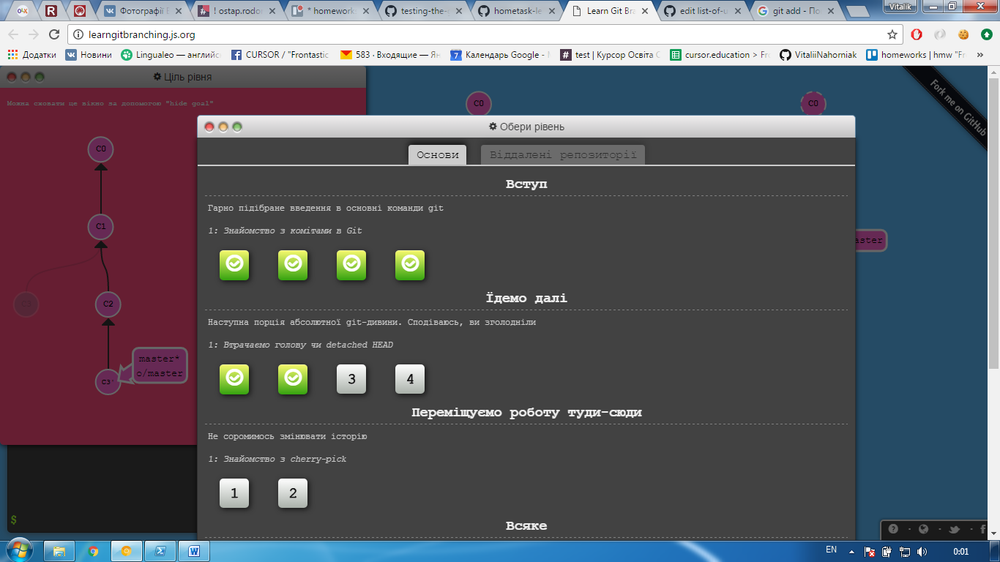 Vitalik
Фотографії
! ostap.rodo
* homework
testing-the-
hometask-le
Learn Git Bra
edit list-of-u
git add - По
learngitbranching.js.org
Додатки
Новини
Lingualeo — английс
CURSOR / "Frontastic
583 · Входящие — Ян
Календарь Google -
test | Курсор Освіта
cursor.education > Fr
VitaliiNahorniak
homeworks | hmw "Fr
»
Ціль рівня
Можна сховати це вікно за допомогою "hide goal"
C0
C1
C3
C2
C3'
master*
o/master
C0
C0
Fork me on GitHub
aster
Обери рівень
Основи
Віддалені репозиторії
Вступ
Гарно підібране введення в основні команди git
1: Знайомство з комітами в Git
Їдемо далі
Наступна порція абсолютної git-дивини. Сподіваюсь, ви зголодніли
1: Втрачаємо голову чи detached HEAD
3
4
Переміщуємо роботу туди-сюди
Не соромимось змінювати історію
1: Знайомство з cherry-pick
1
2
Всяке
$
EN
0:01